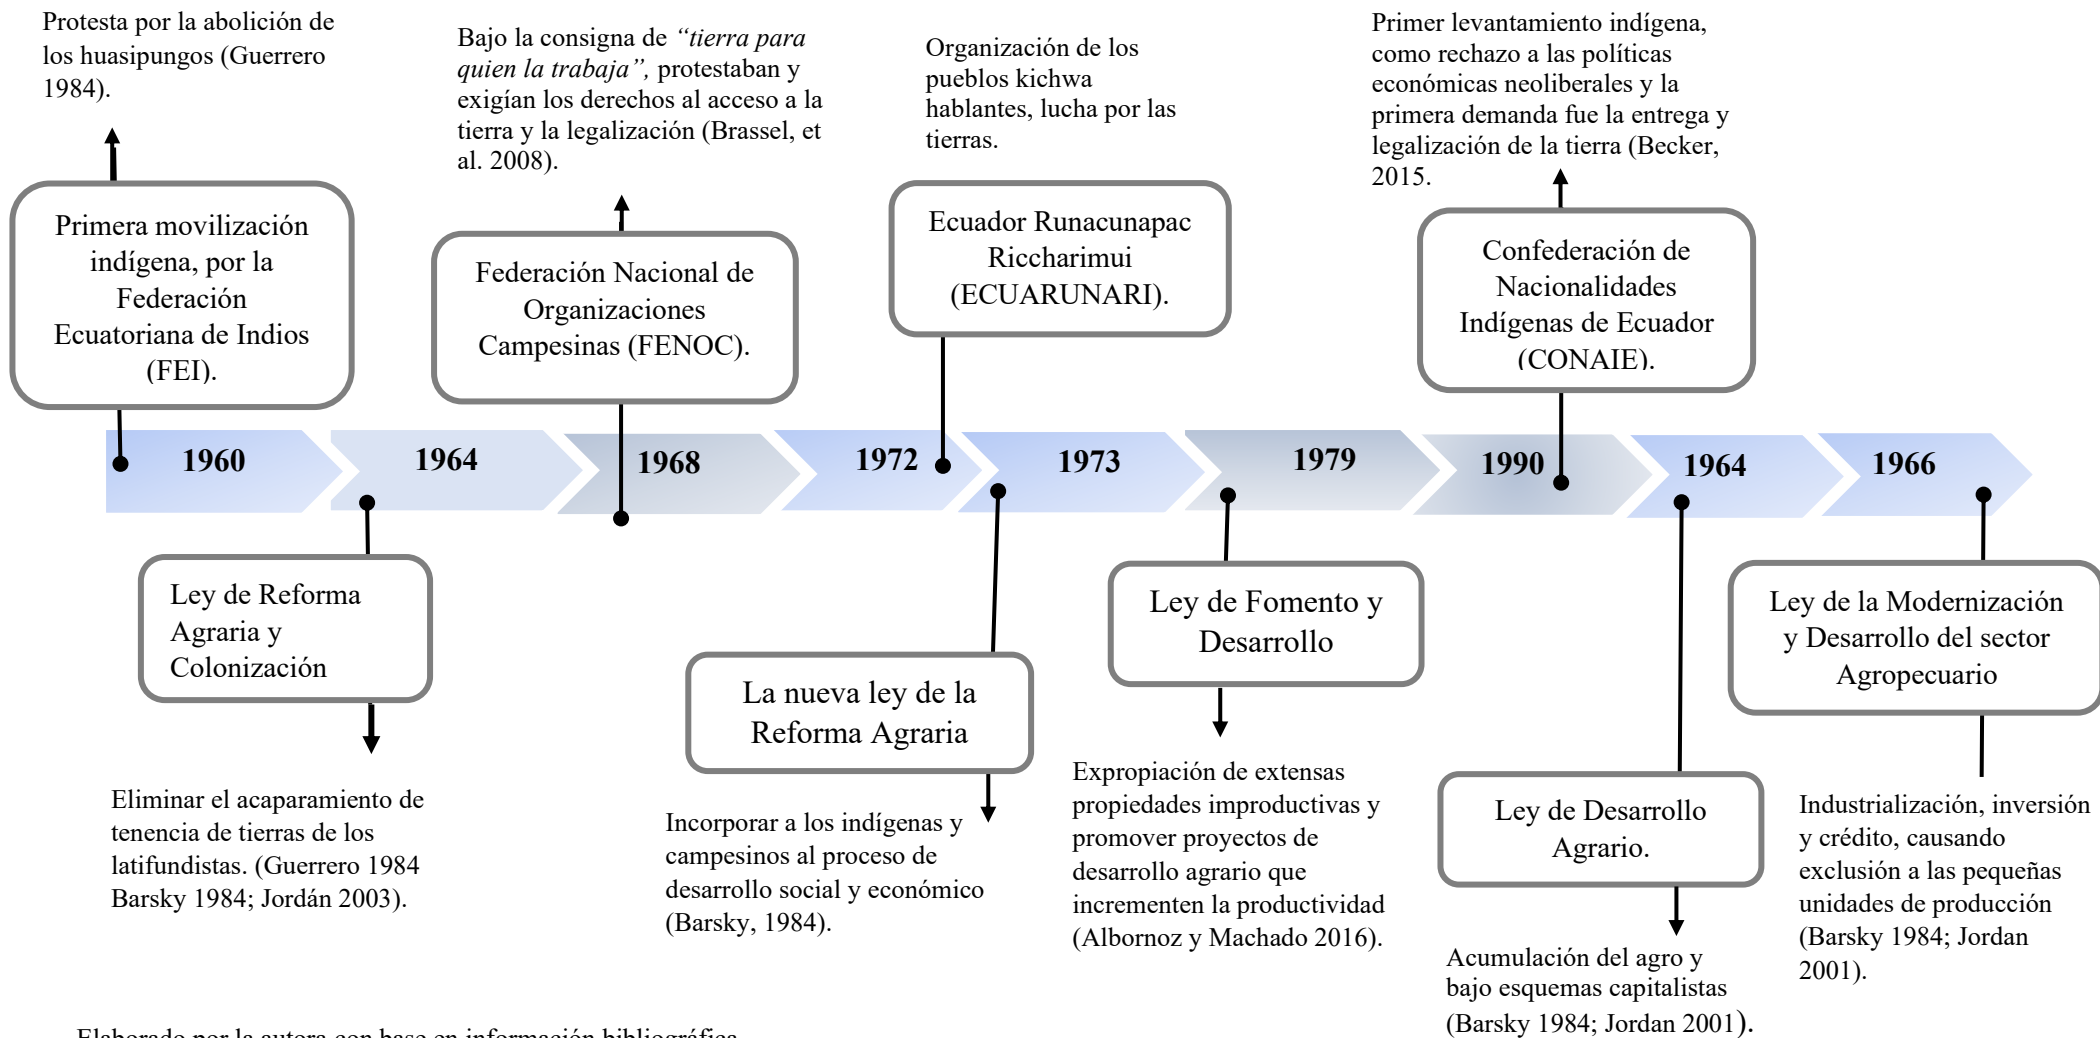 Protesta por la abolición de
los huasipungos (Guerrero
1984).
Bajo la consigna de “tierra para
quien la trabaja”, protestaban y
exigían los derechos al acceso a la
tierra y la legalización (Brassel, et
al. 2008).
Organización de los
pueblos kichwa
hablantes, lucha por las
tierras.
Primer levantamiento indígena,
como rechazo a las políticas
económicas neoliberales y la
primera demanda fue la entrega y
legalización de la tierra (Becker,
2015.
Primera movilización
indígena, por la
Federación
Ecuatoriana de Indios
(FEI).
Federación Nacional de
Organizaciones
Campesinas (FENOC).
Ecuador Runacunapac
Riccharimui
(ECUARUNARI).
Confederación de
Nacionalidades
Indígenas de Ecuador
(CONAIE).
1960
1964
1968
1972
1973
1979
1990
1964
1966
Ley de Reforma
Agraria y
Colonización
La nueva ley de la
Reforma Agraria
Ley de Fomento y
Desarrollo
Ley de Desarrollo
Agrario.
Ley de la Modernización
y Desarrollo del sector
Agropecuario
Eliminar el acaparamiento de
tenencia de tierras de los
latifundistas. (Guerrero 1984
Barsky 1984; Jordán 2003).
Incorporar a los indígenas y
campesinos al proceso de
desarrollo social y económico
(Barsky, 1984).
Expropiación de extensas
propiedades improductivas y
promover proyectos de
desarrollo agrario que
incrementen la productividad
(Albornoz y Machado 2016).
Acumulación del agro y
bajo esquemas capitalistas
(Barsky 1984; Jordan 2001).
Industrialización, inversión
y crédito, causando
exclusión a las pequeñas
unidades de producción
(Barsky 1984; Jordan
2001).
Elaborado por la autora con base en información bibliográfica